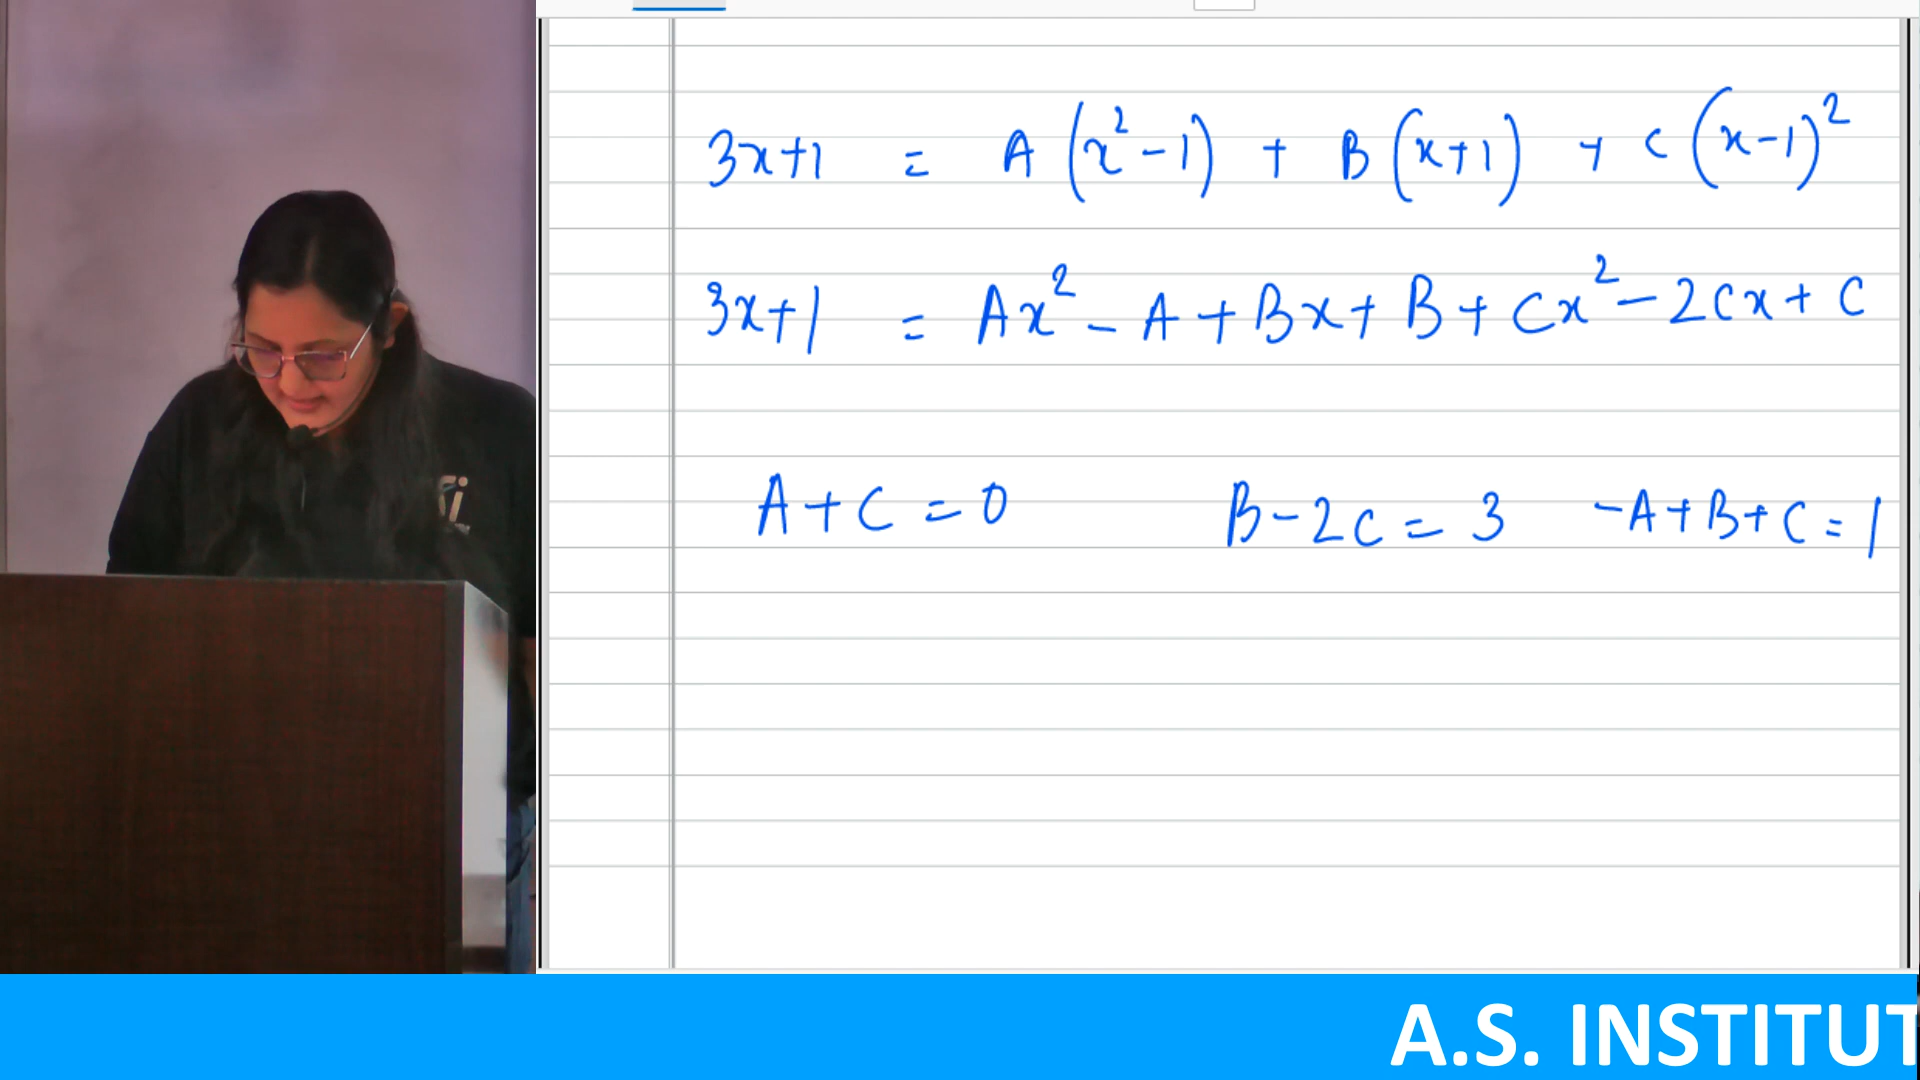 3x+1 = A(x²-1) + B(x+1) + C(x-1)²
3x+1 = Ax² - A + Bx + B + Cx² - 2Cx + C
A+C = 0 B-2C = 3 -A+B+C = 1
A.S. INSTITUT